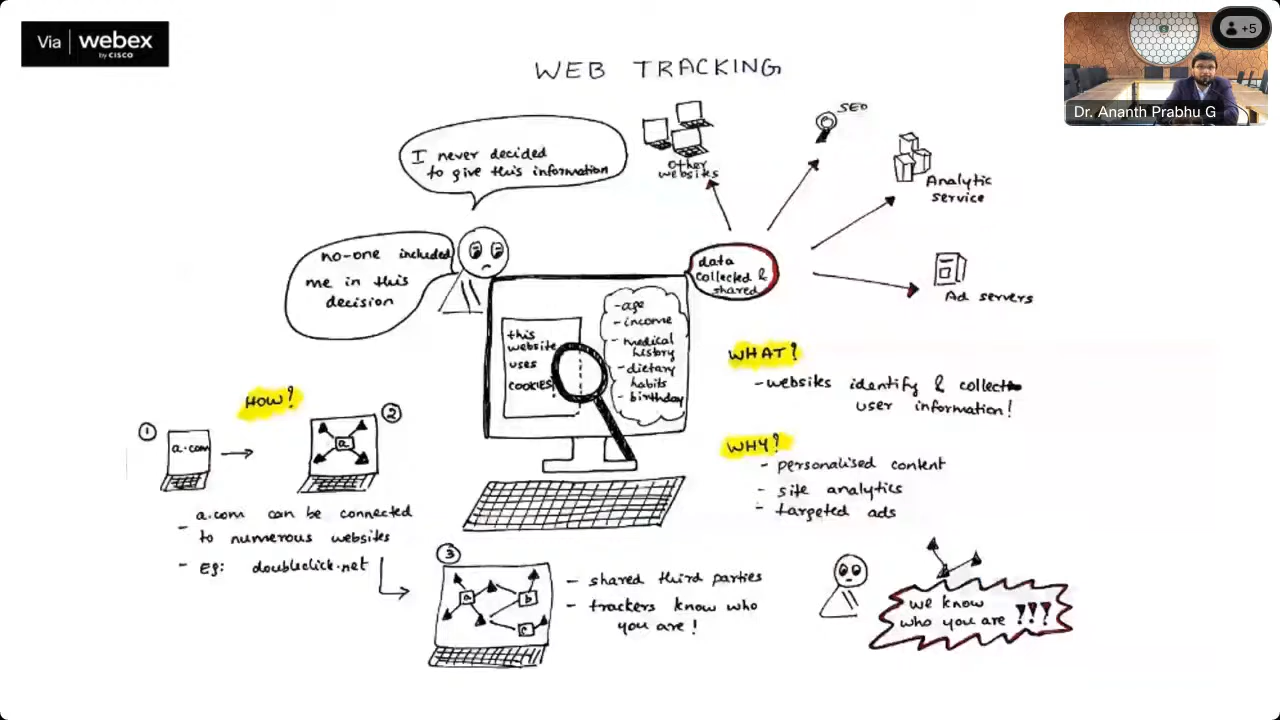 Via webex
by CISCO
+5
Dr. Ananth Prabhu G
WEB TRACKING
I never decided
to give this information
no-one included
me in this
decision
Other
websites
SEO
Analytic
service
Ad servers
data
collected &
shared
this
website
uses
COOKIES!
- age
- income
- medical
history
- dietary
habits
- birthday
WHAT?
- websites identify & collect
user information!
WHY?
- personalised content
- site analytics
- targeted ads
HOW?
1
a.com
2
a
- a.com can be connected
to numerous websites
- Eg: doubleclick.net
3
a
b
c
- shared third parties
- trackers know who
you are!
we know
who you are ???